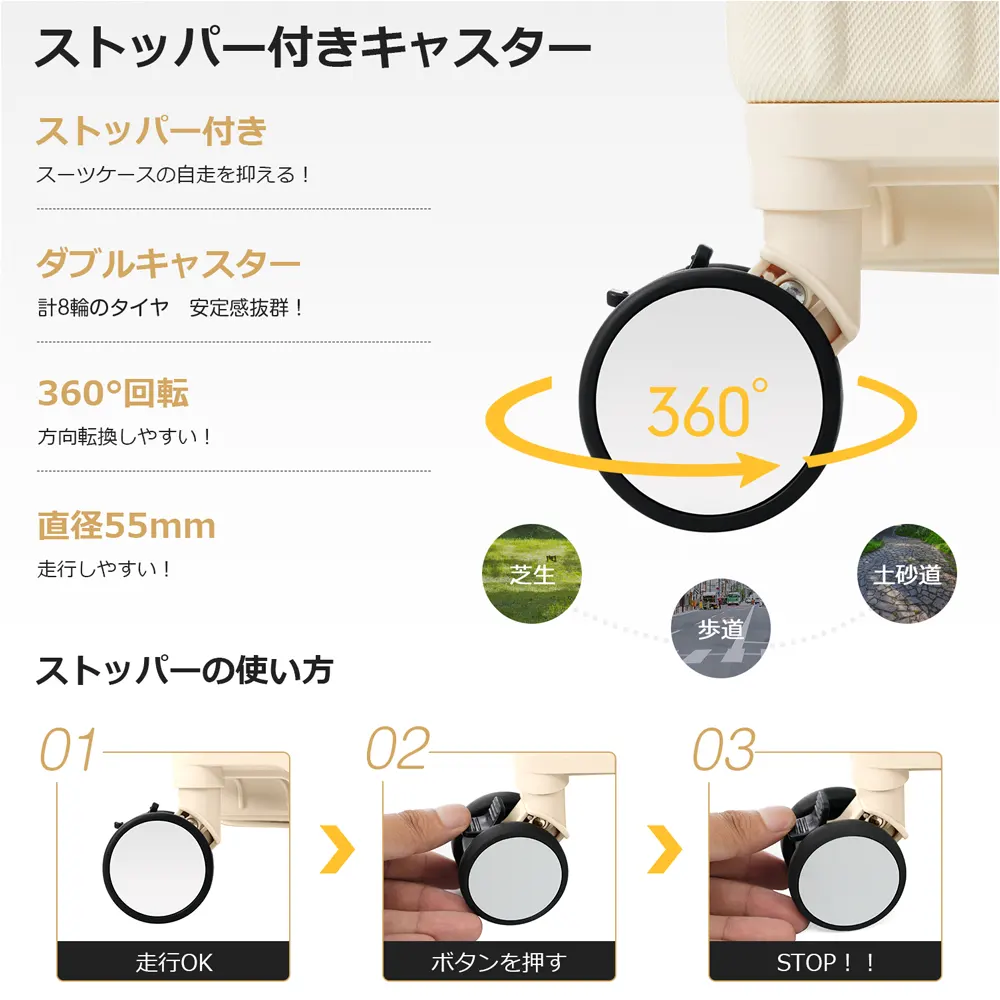 ストッパー付きキャスター
ストッパー付き
スーツケースの自走を抑える！
ダブルキャスター
計8輪のタイヤ　安定感抜群！
360°回転
方向転換しやすい！
直径55mm
走行しやすい！
360°
芝生
歩道
土砂道
ストッパーの使い方
01
02
03
走行OK
ボタンを押す
STOP！！